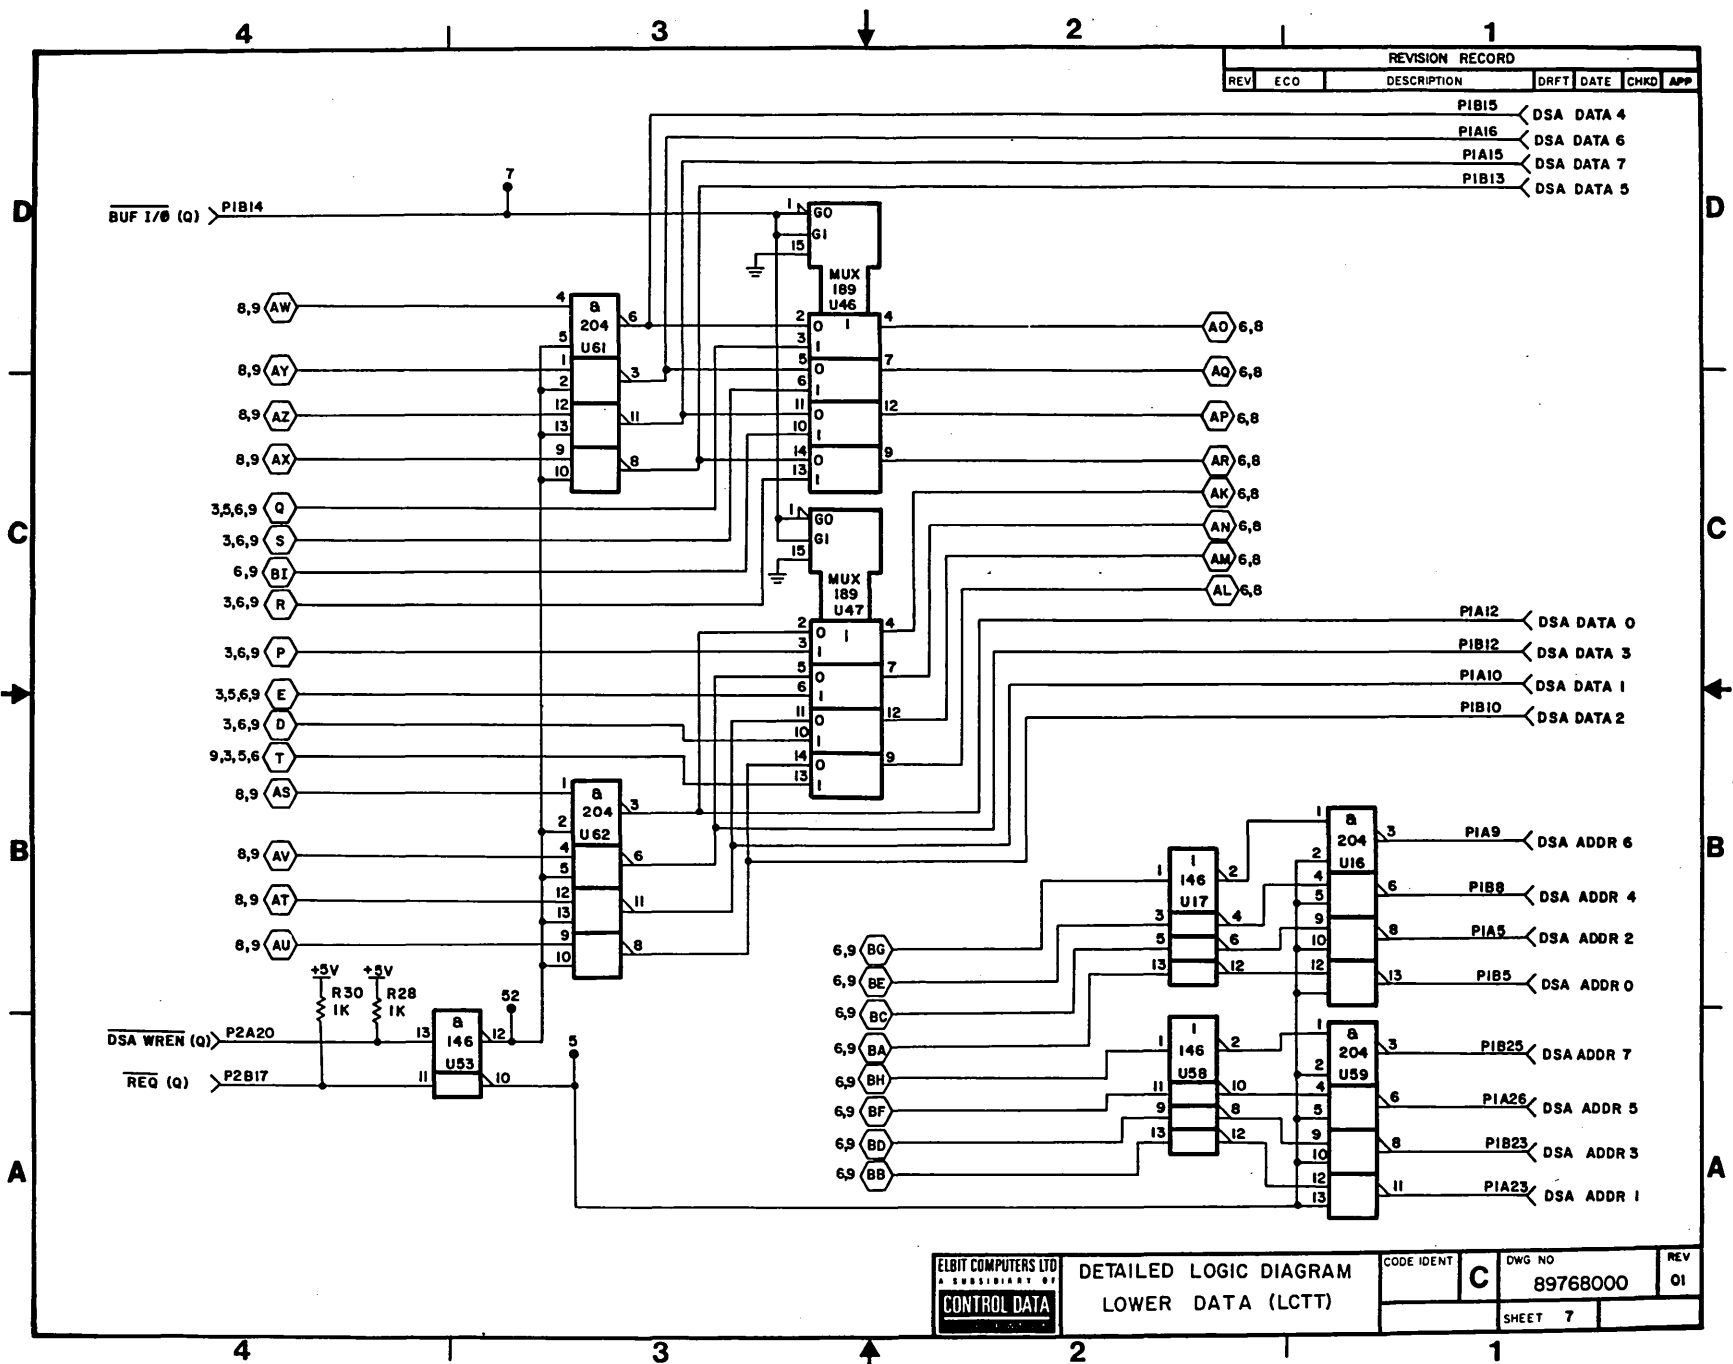 4 3 2 1
REVISION RECORD
REV ECO DESCRIPTION DRFT DATE CHKD APP
P1B15 DSA DATA 4
P1A16 DSA DATA 6
P1A15 DSA DATA 7
P1B13 DSA DATA 5
7
D BUF I/Ø (Q) P1B14 D
1 G0
G1
15
MUX
189
U46
8,9 AW 4 & 6 2 0 1 4 AO 6,8
204
5 U61 3 1
8,9 AY 1 3 5 0 7 AQ 6,8
2 6 1
8,9 AZ 12 11 11 0 12 AP 6,8
13 10 1
8,9 AX 9 8 14 0 9 AR 6,8
10 13 1
AK 6,8
3,5,6,9 Q
1 G0 AN 6,8
C 3,6,9 S G1 C
15 AM 6,8
6,9 BI
MUX
189
U47
AL 6,8
3,6,9 R
2 0 1 4 P1A12 DSA DATA 0
3,6,9 P 3 1 P1B12 DSA DATA 3
5 0 7
3,5,6,9 E 6 1 P1A10 DSA DATA 1
3,6,9 D 11 0 12 P1B10 DSA DATA 2
10 1
9,3,5,6 T 14 0 9
13 1
8,9 AS 1 & 3
204
2 U62
B B
8,9 AV 4 6
5
8,9 AT 12 11
13
8,9 AU 9 8
10
1 & 3 P1A9 DSA ADDR 6
204
2 U16
1 1 2 4 6 P1B8 DSA ADDR 4
146 5
U17
3 4 9 8 P1A5 DSA ADDR 2
5 6 10
13 12 12 13 P1B5 DSA ADDR 0
6,9 BG
6,9 BE
6,9 BC
6,9 BA
6,9 BH
6,9 BF
6,9 BD
6,9 BB
+5V +5V
R30 R28
1K 1K
52
DSA WREN (Q) P2A20 13 & 12
146
U53
5
REQ (Q) P2B17 11 10
1 1 2 1 & 3 P1B25 DSA ADDR 7
146 204
U58 2 U59
11 10 4 6 P1A26 DSA ADDR 5
9 8 5
13 12 9 8 P1B23 DSA ADDR 3
10
A 12 11 P1A23 DSA ADDR 1 A
13
ELBIT COMPUTERS LTD
A SUBSIDIARY OF
CONTROL DATA
DETAILED LOGIC DIAGRAM
LOWER DATA (LCTT)
CODE IDENT C DWG NO 89768000 REV 01
SHEET 7
4 3 2 1